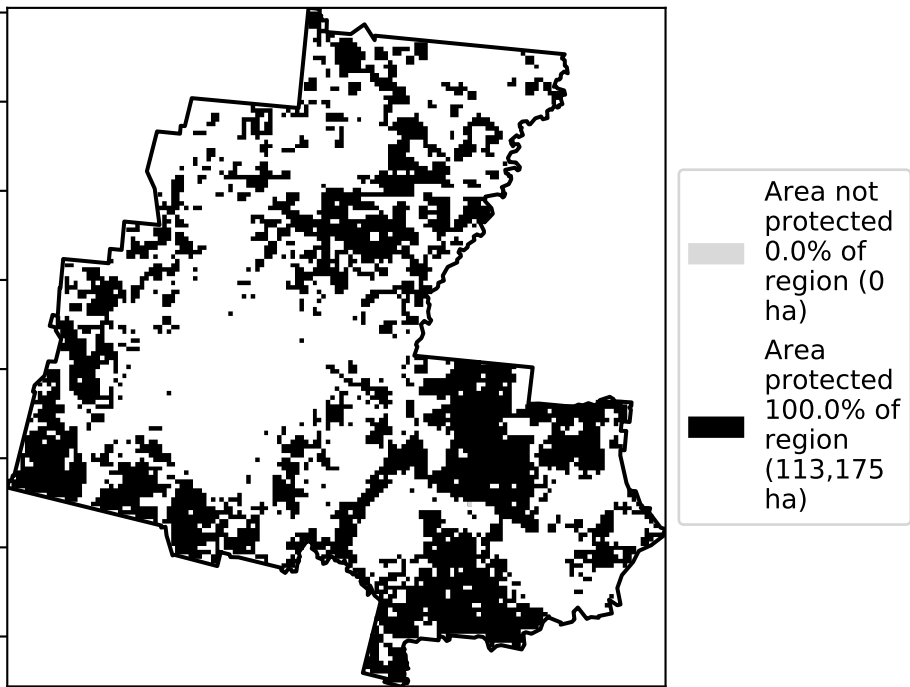 Area not
protected
0.0% of
region (0
ha)
Area
protected
100.0% of
region
(113,175
ha)